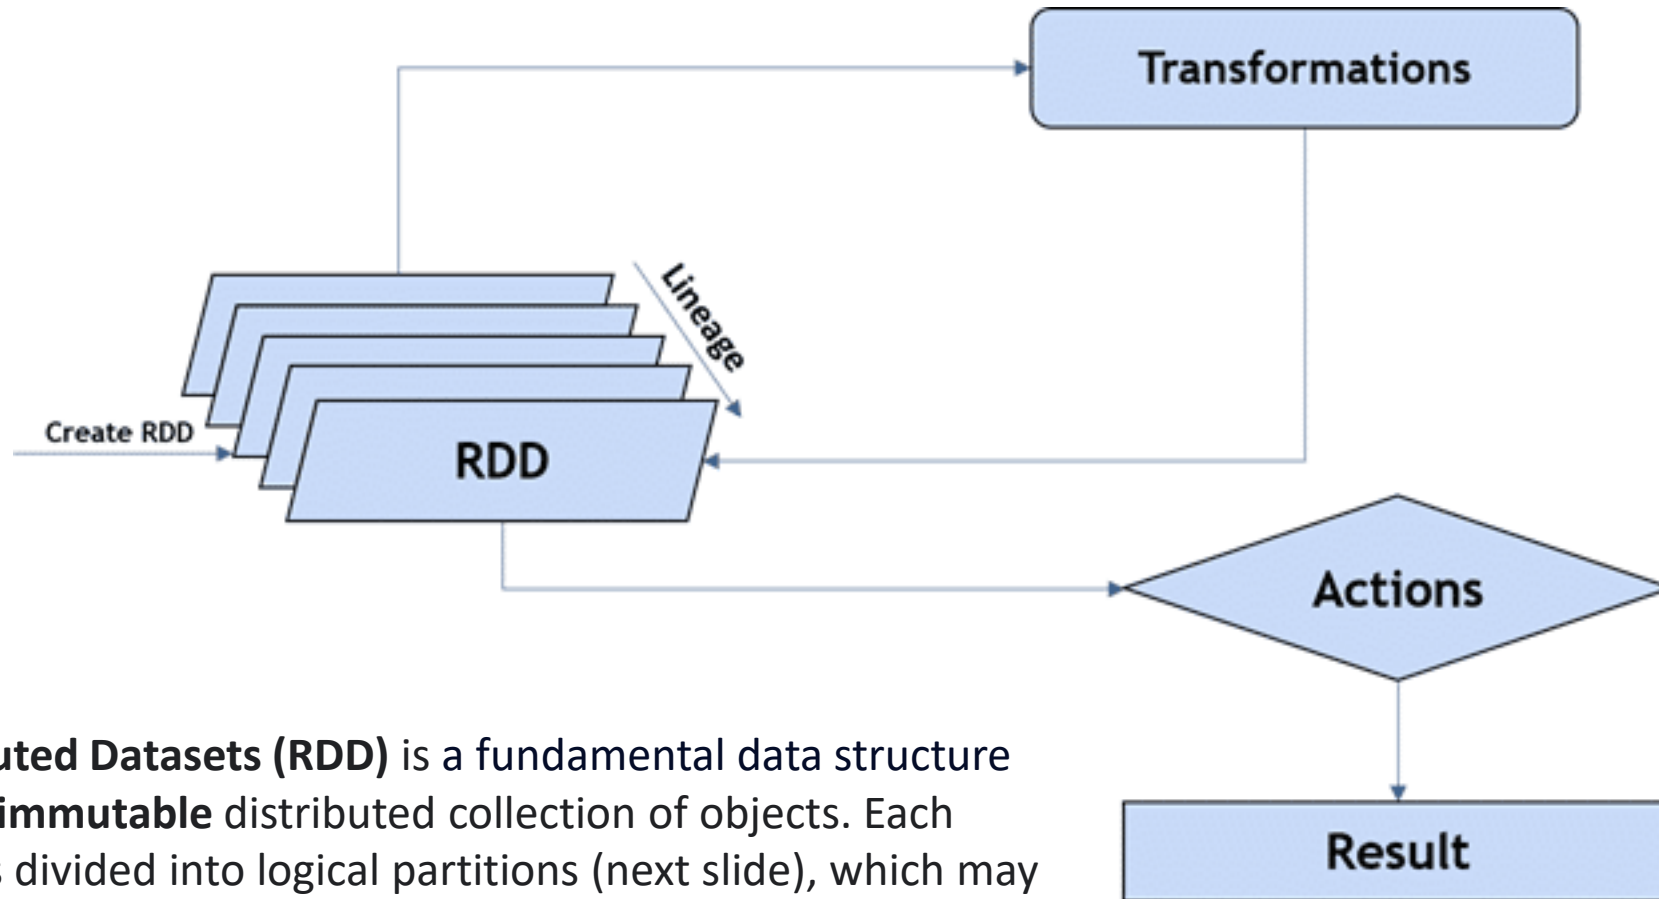 Transformations
Lineage
Create RDD
RDD
Actions
Datasets (RDD) is a fundamental data structure
immutable distributed collection of objects. Each
divided into logical partitions (next slide), which may
Result